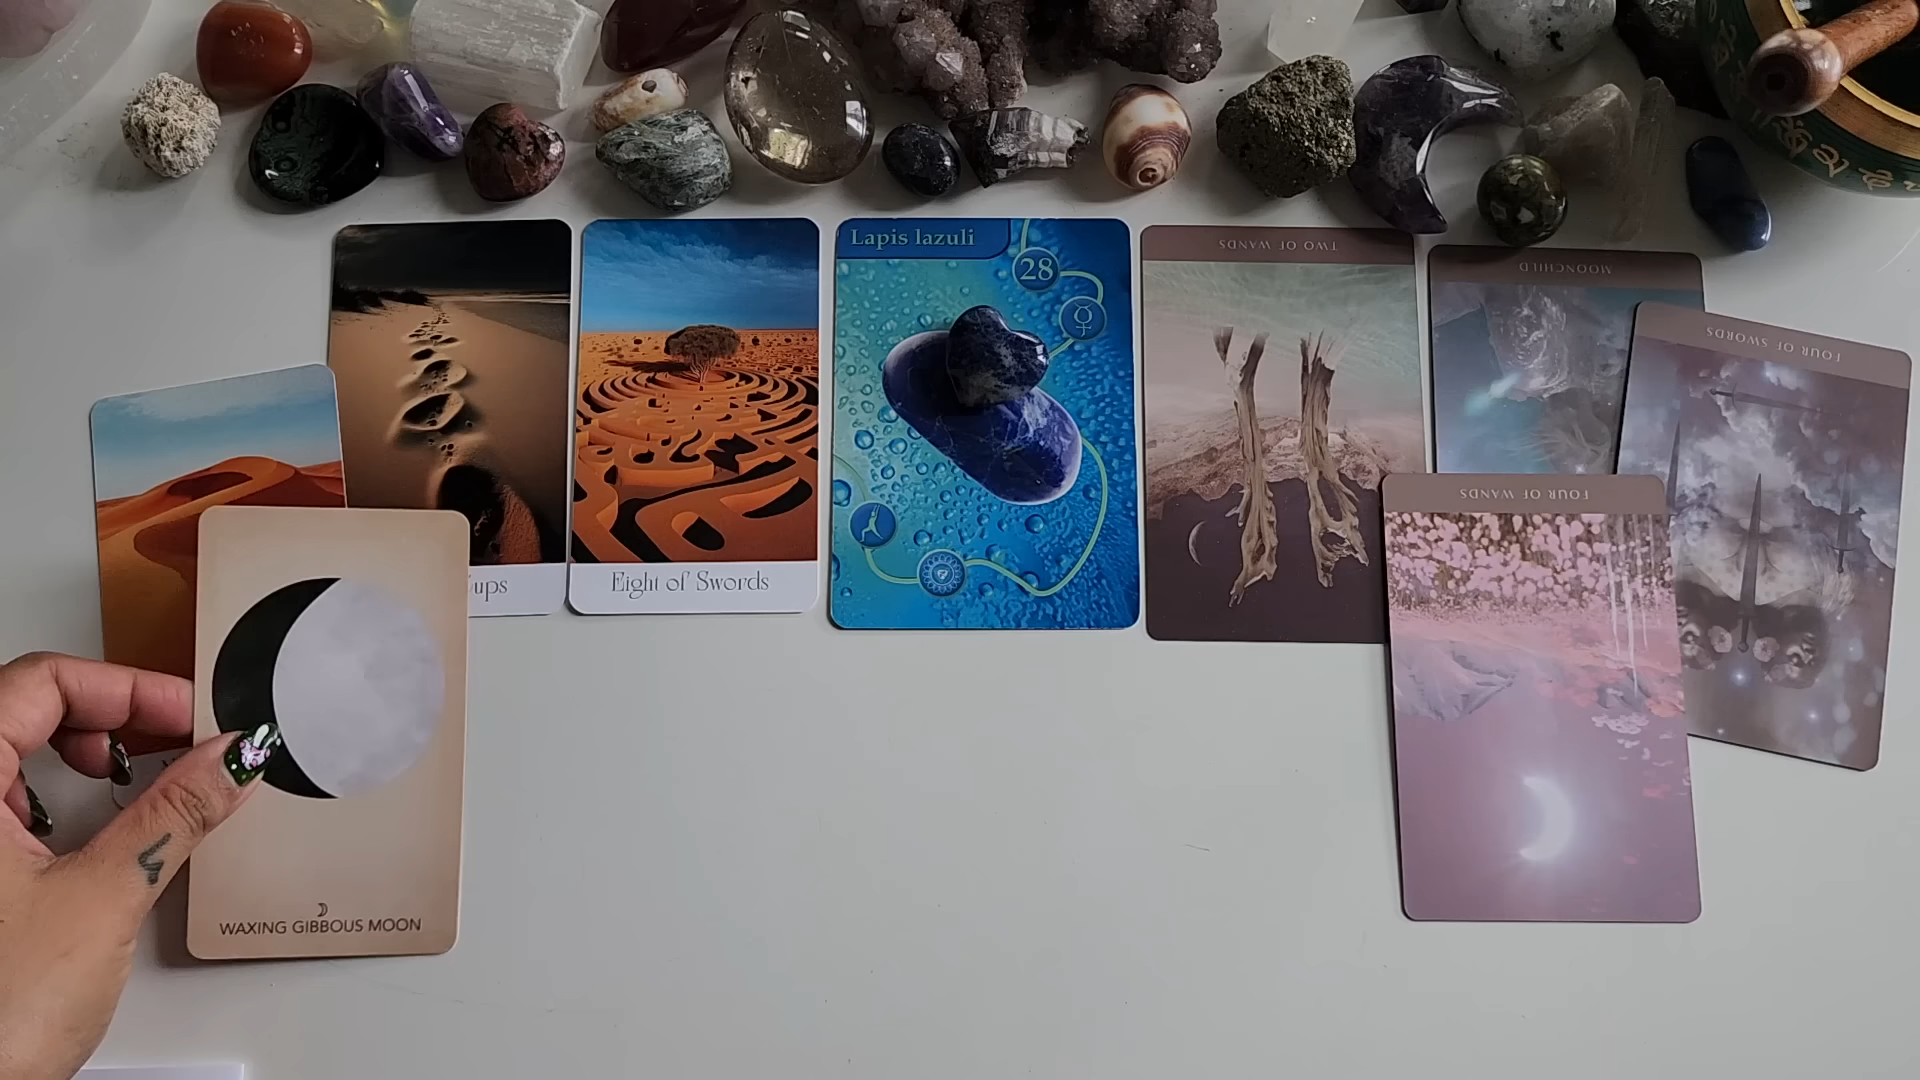 Lapis lazuli
28
TWO OF WANDS
MOONCHILD
FOUR OF SWORDS
FOUR OF WANDS
Eight of Swords
WAXING GIBBOUS MOON